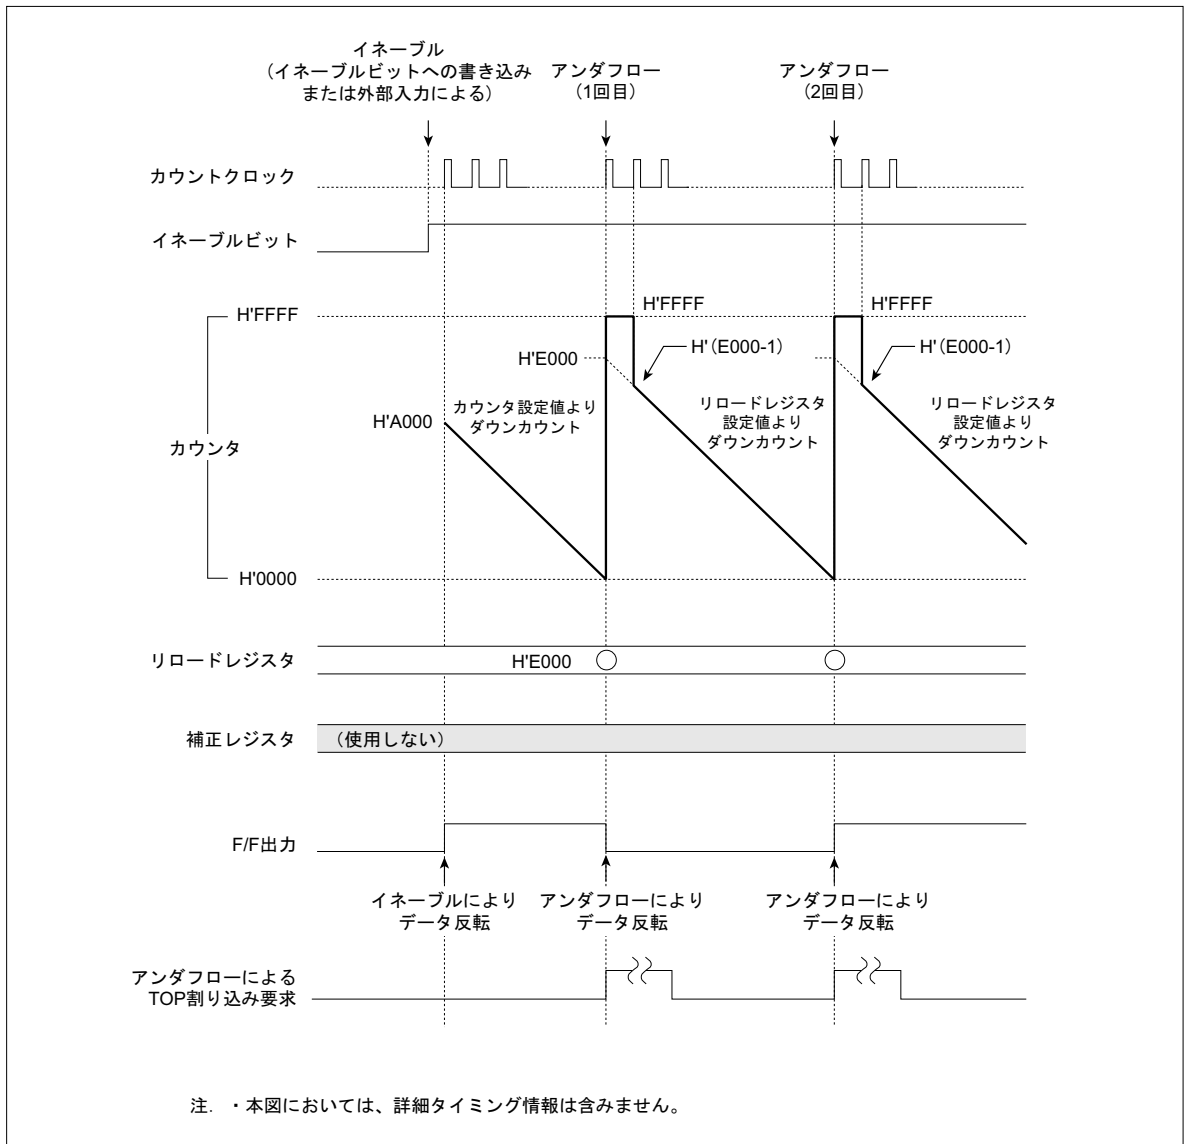 イネーブル
(イネーブルビットへの書き込み
または外部入力による)
アンダフロー
(1回目)
アンダフロー
(2回目)
カウントクロック
イネーブルビット
H'FFFF
H'FFFF
H'FFFF
H'E000
H'(E000-1)
H'(E000-1)
H'A000
カウンタ設定値より
ダウンカウント
リロードレジスタ
設定値より
ダウンカウント
リロードレジスタ
設定値より
ダウンカウント
カウンタ
H'0000
リロードレジスタ
H'E000
補正レジスタ
(使用しない)
F/F出力
イネーブルにより
データ反転
アンダフローにより
データ反転
アンダフローにより
データ反転
アンダフローによる
TOP割り込み要求
注. ・本図においては、詳細タイミング情報は含みません。